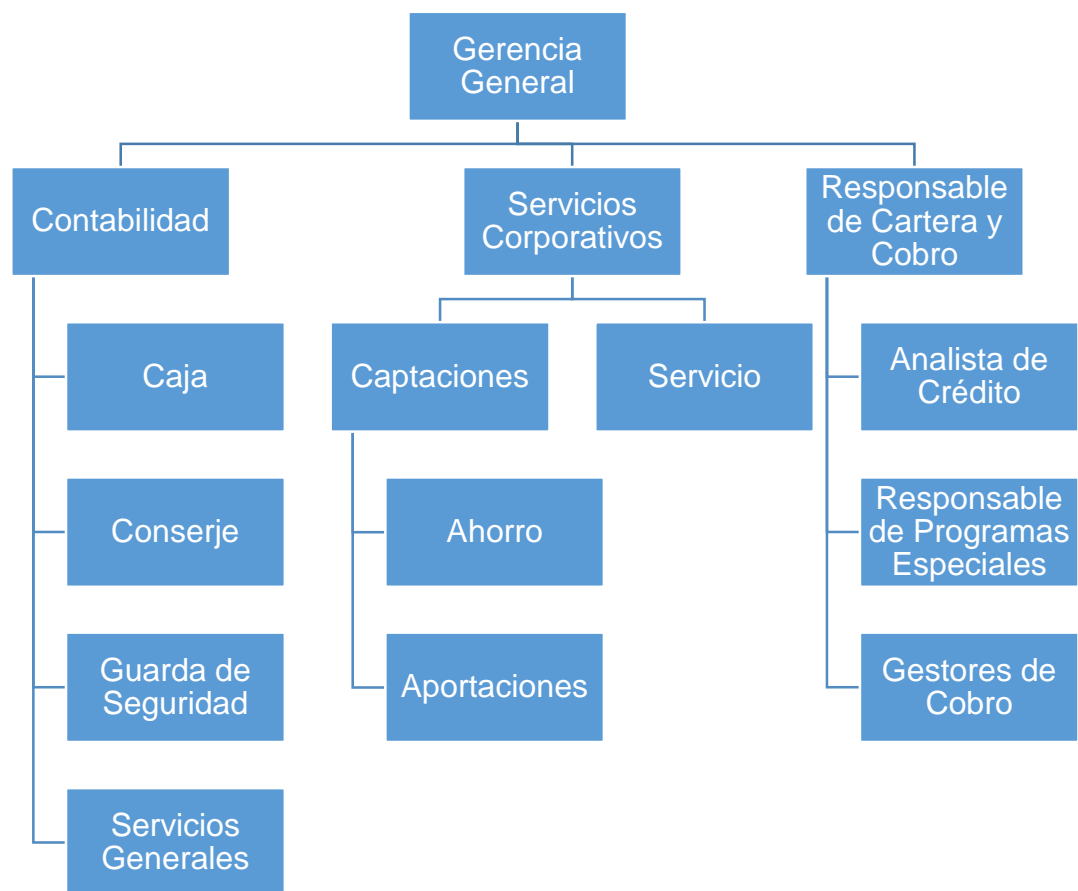 Gerencia
General
Contabilidad
Servicios
Corporativos
Responsable
de Cartera y
Cobro
Caja
Captaciones
Servicio
Analista de
Crédito
Conserje
Ahorro
Responsable
de Programas
Especiales
Guarda de
Seguridad
Aportaciones
Gestores de
Cobro
Servicios
Generales